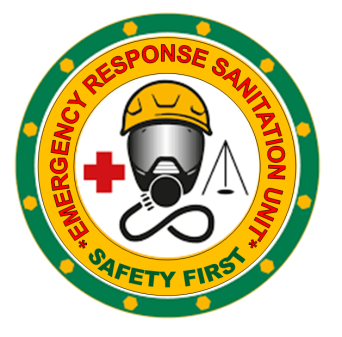 *EMERGENCY RESPONSE SANITATION UNIT*
SAFETY FIRST